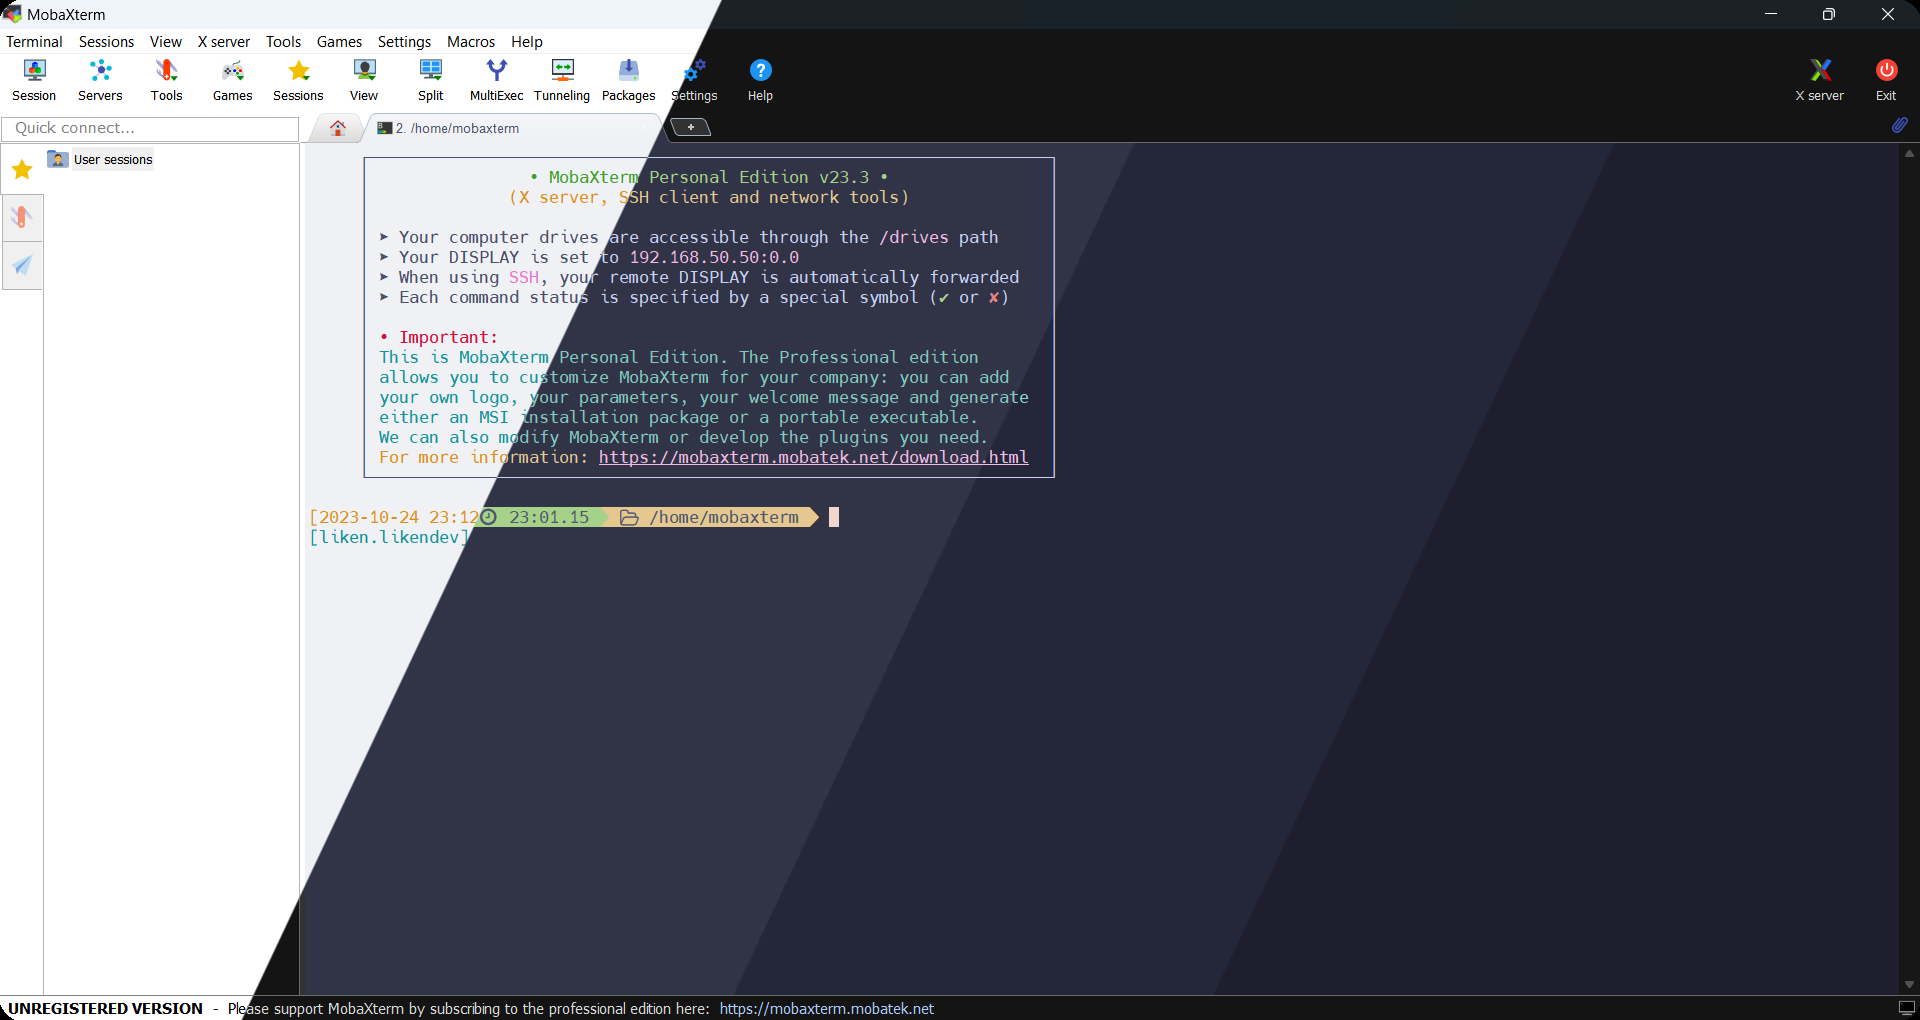 MobaXterm
Terminal Sessions View X server Tools Games Settings Macros Help
Session Servers Tools Games Sessions View Split MultiExec Tunneling Packages Settings Help X server Exit
Quick connect...
2. /home/mobaxterm
User sessions
• MobaXterm Personal Edition v23.3 •
(X server, SSH client and network tools)
➤ Your computer drives are accessible through the /drives path
➤ Your DISPLAY is set to 192.168.50.50:0.0
➤ When using SSH, your remote DISPLAY is automatically forwarded
➤ Each command status is specified by a special symbol (✔ or ✘)
• Important:
This is MobaXterm Personal Edition. The Professional edition
allows you to customize MobaXterm for your company: you can add
your own logo, your parameters, your welcome message and generate
either an MSI installation package or a portable executable.
We can also modify MobaXterm or develop the plugins you need.
For more information: https://mobaxterm.mobatek.net/download.html
[2023-10-24 23:12 23:01.15 /home/mobaxterm
[liken.likendev]
UNREGISTERED VERSION - Please support MobaXterm by subscribing to the professional edition here: https://mobaxterm.mobatek.net